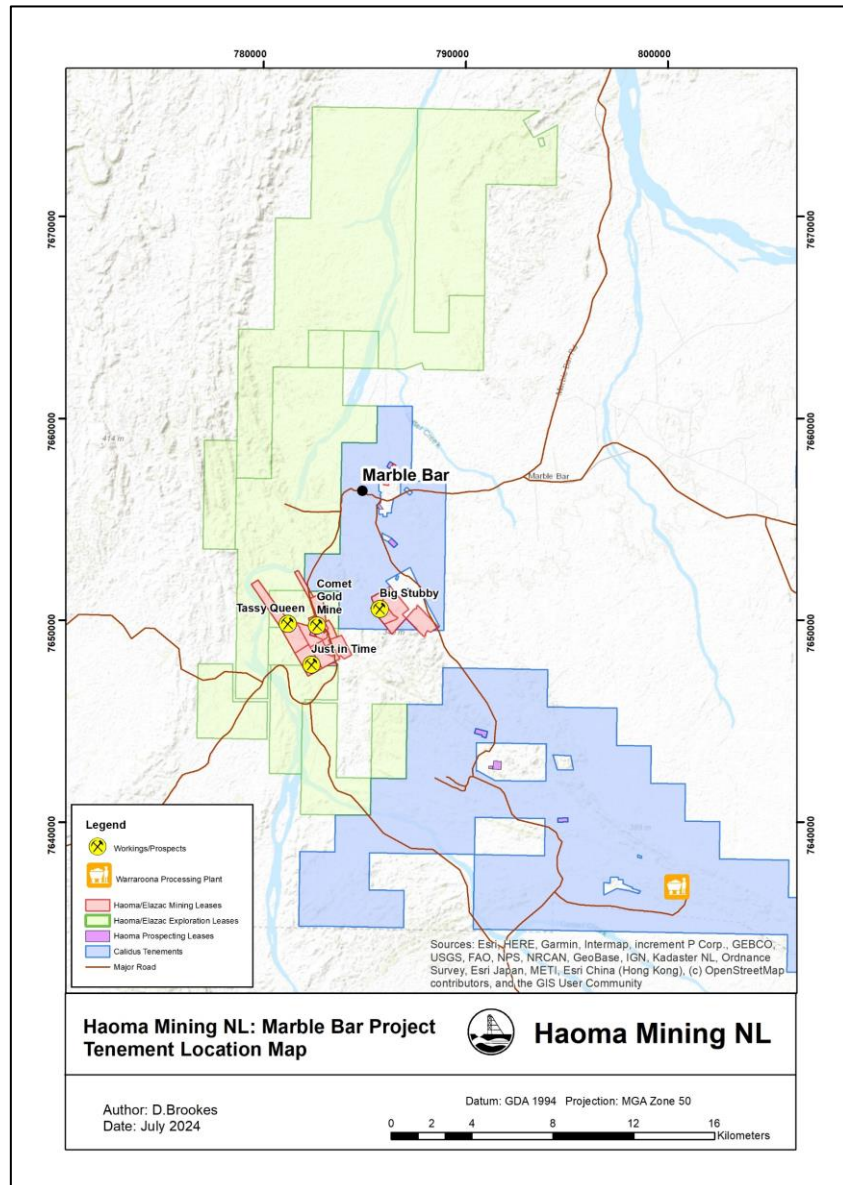 780000
790000
800000
7670000
7670000
414 m
Marble Bar Rd
7660000
7660000
Marble Bar
Marble Bar
Comet
Gold
Mine
Tassy Queen
Big Stubby
7650000
7650000
Just in Time
7640000
7640000
Legend
Workings/Prospects
Warraroona Processing Plant
Haoma/Elazac Mining Leases
Haoma/Elazac Exploration Leases
Haoma Prospecting Leases
Calidus Tenements
Major Road
Sources: Esri, HERE, Garmin, Intermap, increment P Corp., GEBCO,
USGS, FAO, NPS, NRCAN, GeoBase, IGN, Kadaster NL, Ordnance
Survey, Esri Japan, METI, Esri China (Hong Kong), (c) OpenStreetMap
contributors, and the GIS User Community
Haoma Mining NL: Marble Bar Project
Tenement Location Map
Haoma Mining NL
Author: D.Brookes
Date: July 2024
Datum: GDA 1994 Projection: MGA Zone 50
0 2 4 8 12 16
Kilometers